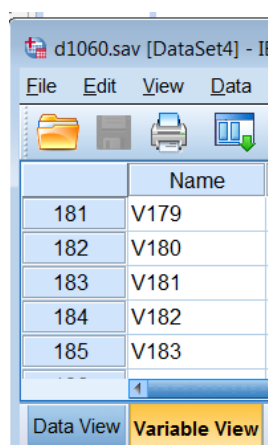 d1060.sav [DataSet4] - I
File Edit View Data
Name
181 V179
182 V180
183 V181
184 V182
185 V183
Data View Variable View